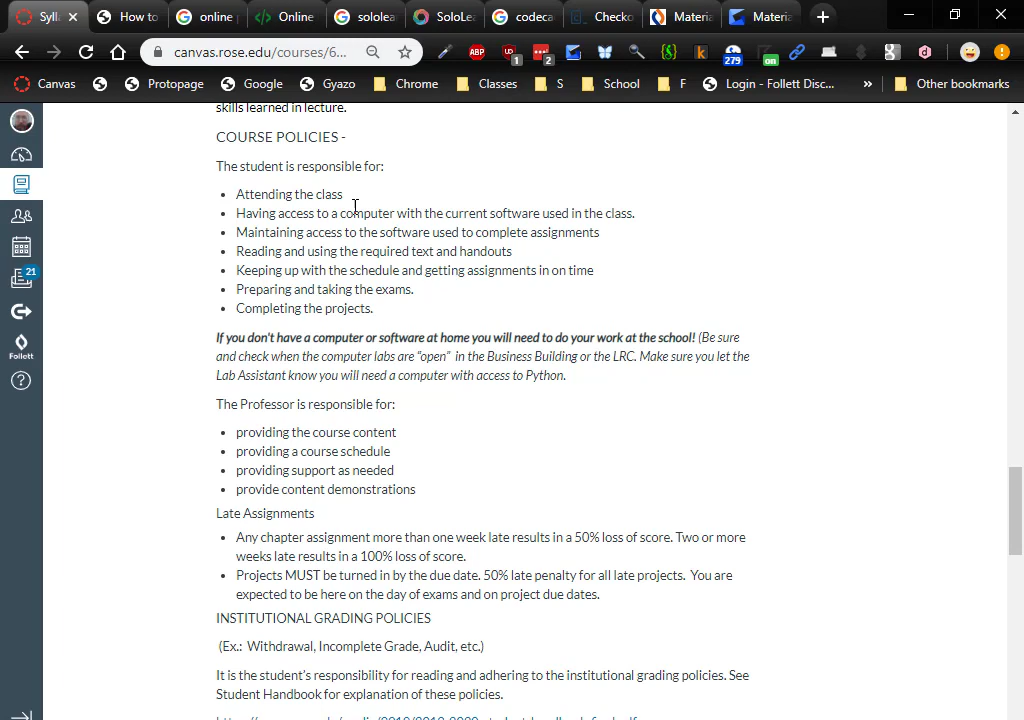 Sylla
How to
online p
Online
sololear
SoloLea
codeca
Checko
Materia
Materia
canvas.rose.edu/courses/6...
ABP
1
2
279
on
Canvas
Protopage
Google
Gyazo
Chrome
Classes
S
School
F
Login - Follett Disc...
»
Other bookmarks
skills learned in lecture.
COURSE POLICIES -
The student is responsible for:
• Attending the class
• Having access to a computer with the current software used in the class.
• Maintaining access to the software used to complete assignments
• Reading and using the required text and handouts
• Keeping up with the schedule and getting assignments in on time
• Preparing and taking the exams.
• Completing the projects.
21
Follett
If you don't have a computer or software at home you will need to do your work at the school! (Be sure
and check when the computer labs are "open" in the Business Building or the LRC. Make sure you let the
Lab Assistant know you will need a computer with access to Python.
The Professor is responsible for:
• providing the course content
• providing a course schedule
• providing support as needed
• provide content demonstrations
Late Assignments
• Any chapter assignment more than one week late results in a 50% loss of score. Two or more
weeks late results in a 100% loss of score.
• Projects MUST be turned in by the due date. 50% late penalty for all late projects. You are
expected to be here on the day of exams and on project due dates.
INSTITUTIONAL GRADING POLICIES
(Ex.: Withdrawal, Incomplete Grade, Audit, etc.)
It is the student's responsibility for reading and adhering to the institutional grading policies. See
Student Handbook for explanation of these policies.